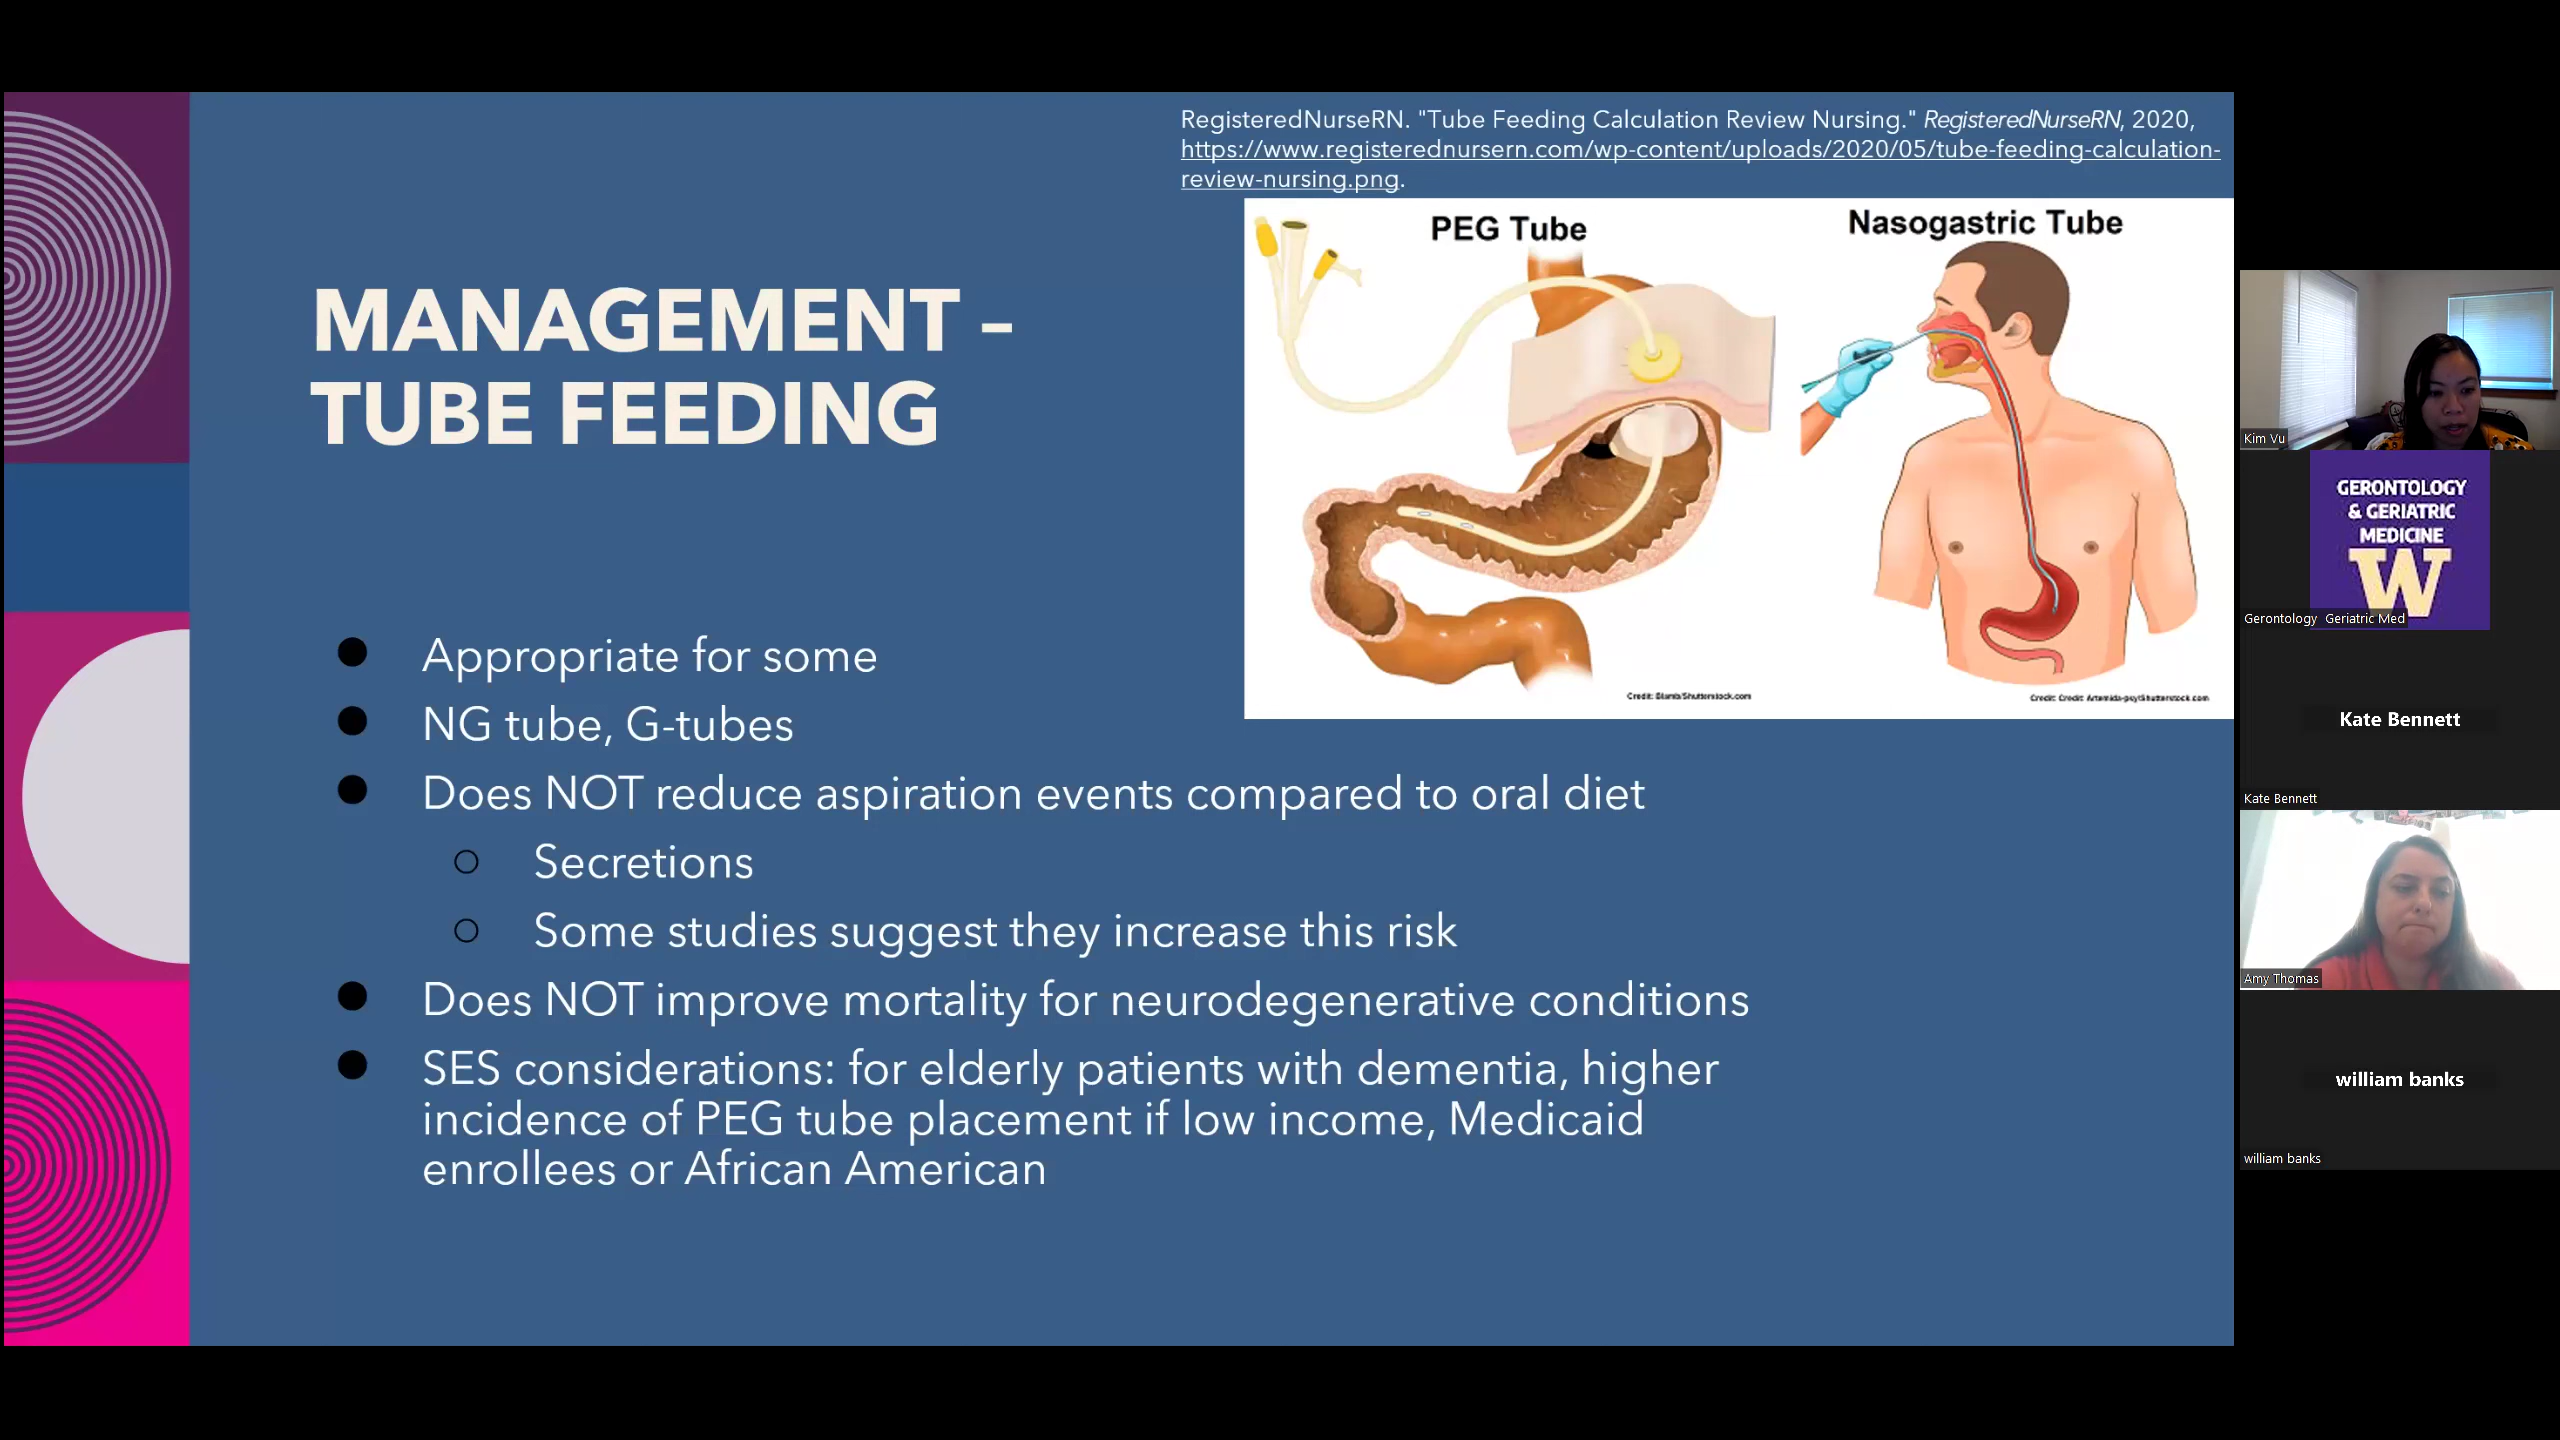 RegisteredNurseRN. "Tube Feeding Calculation Review Nursing." RegisteredNurseRN, 2020,
https://www.registerednursern.com/wp-content/uploads/2020/05/tube-feeding-calculation-
review-nursing.png.
PEG Tube
Nasogastric Tube
Credit: Blamb/Shutterstock.com
Credit: Credit: Artemida-psy/Shutterstock.com
MANAGEMENT –
TUBE FEEDING
● Appropriate for some
● NG tube, G-tubes
● Does NOT reduce aspiration events compared to oral diet
○ Secretions
○ Some studies suggest they increase this risk
● Does NOT improve mortality for neurodegenerative conditions
● SES considerations: for elderly patients with dementia, higher
incidence of PEG tube placement if low income, Medicaid
enrollees or African American
Kim Vu
GERONTOLOGY
& GERIATRIC
MEDICINE
W
Gerontology Geriatric Med
Kate Bennett
Kate Bennett
Amy Thomas
william banks
william banks